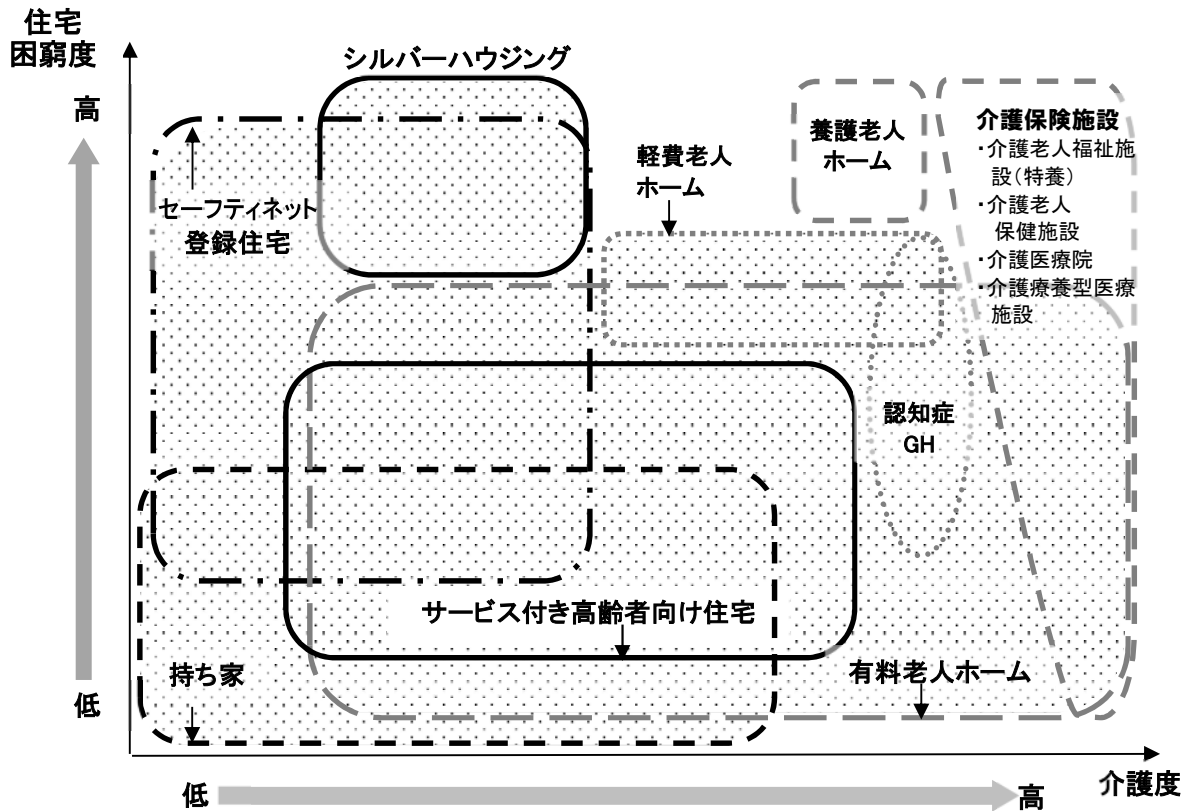 住宅
困窮度
高
低
シルバーハウジング
セーフティネット
登録住宅
軽費老人
ホーム
養護老人
ホーム
介護保険施設
・介護老人福祉施
設（特養）
・介護老人
保健施設
・介護医療院
・介護療養型医療
施設
認知症
GH
サービス付き高齢者向け住宅
持ち家
有料老人ホーム
低
高
介護度